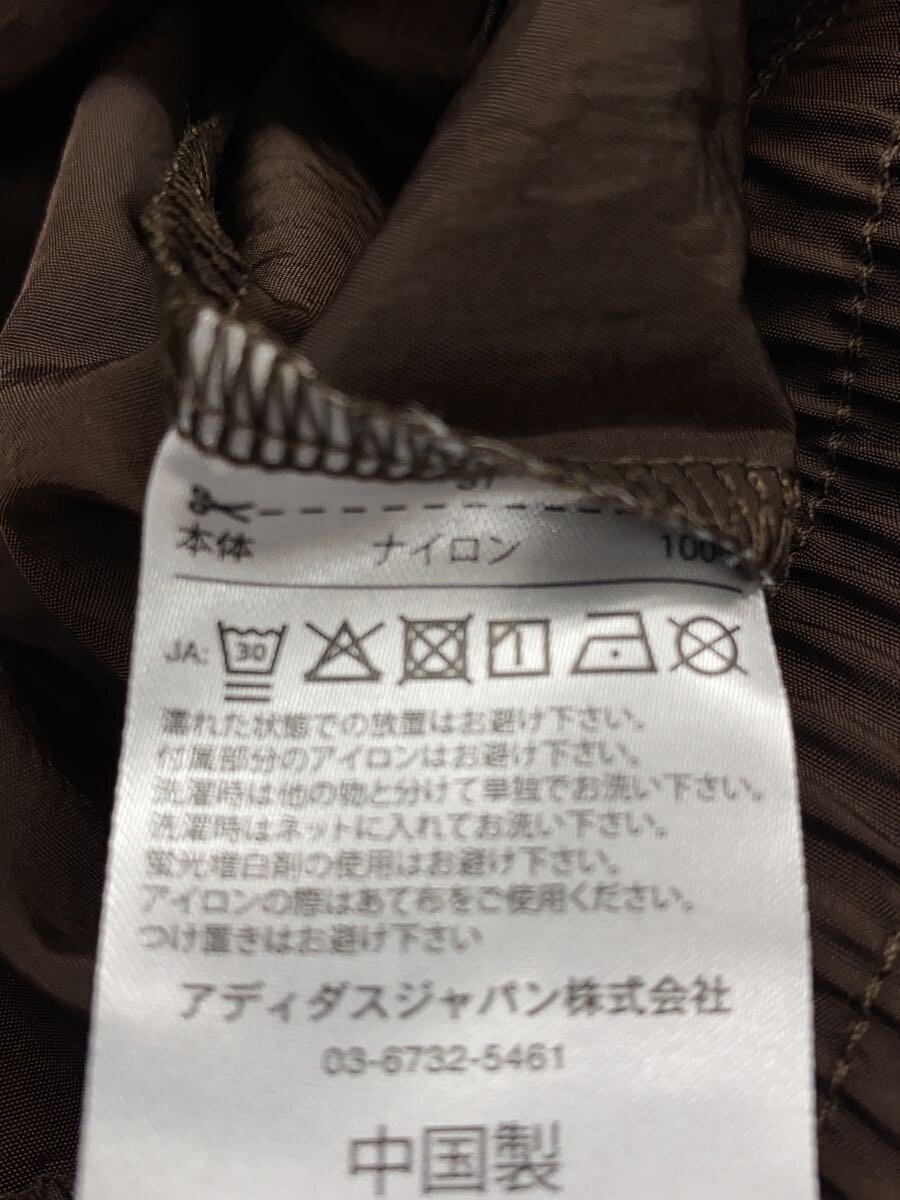 本体 ナイロン 100
JA: 30
濡れた状態での放置はお避け下さい。
付属部分のアイロンはお避け下さい。
洗濯時は他の物と分けて単独でお洗い下さい。
洗濯時はネットに入れてお洗い下さい。
蛍光増白剤の使用はお避け下さい。
アイロンの際はあて布をご使用ください。
つけ置きはお避け下さい
アディダスジャパン株式会社
03-6732-5461
中国製